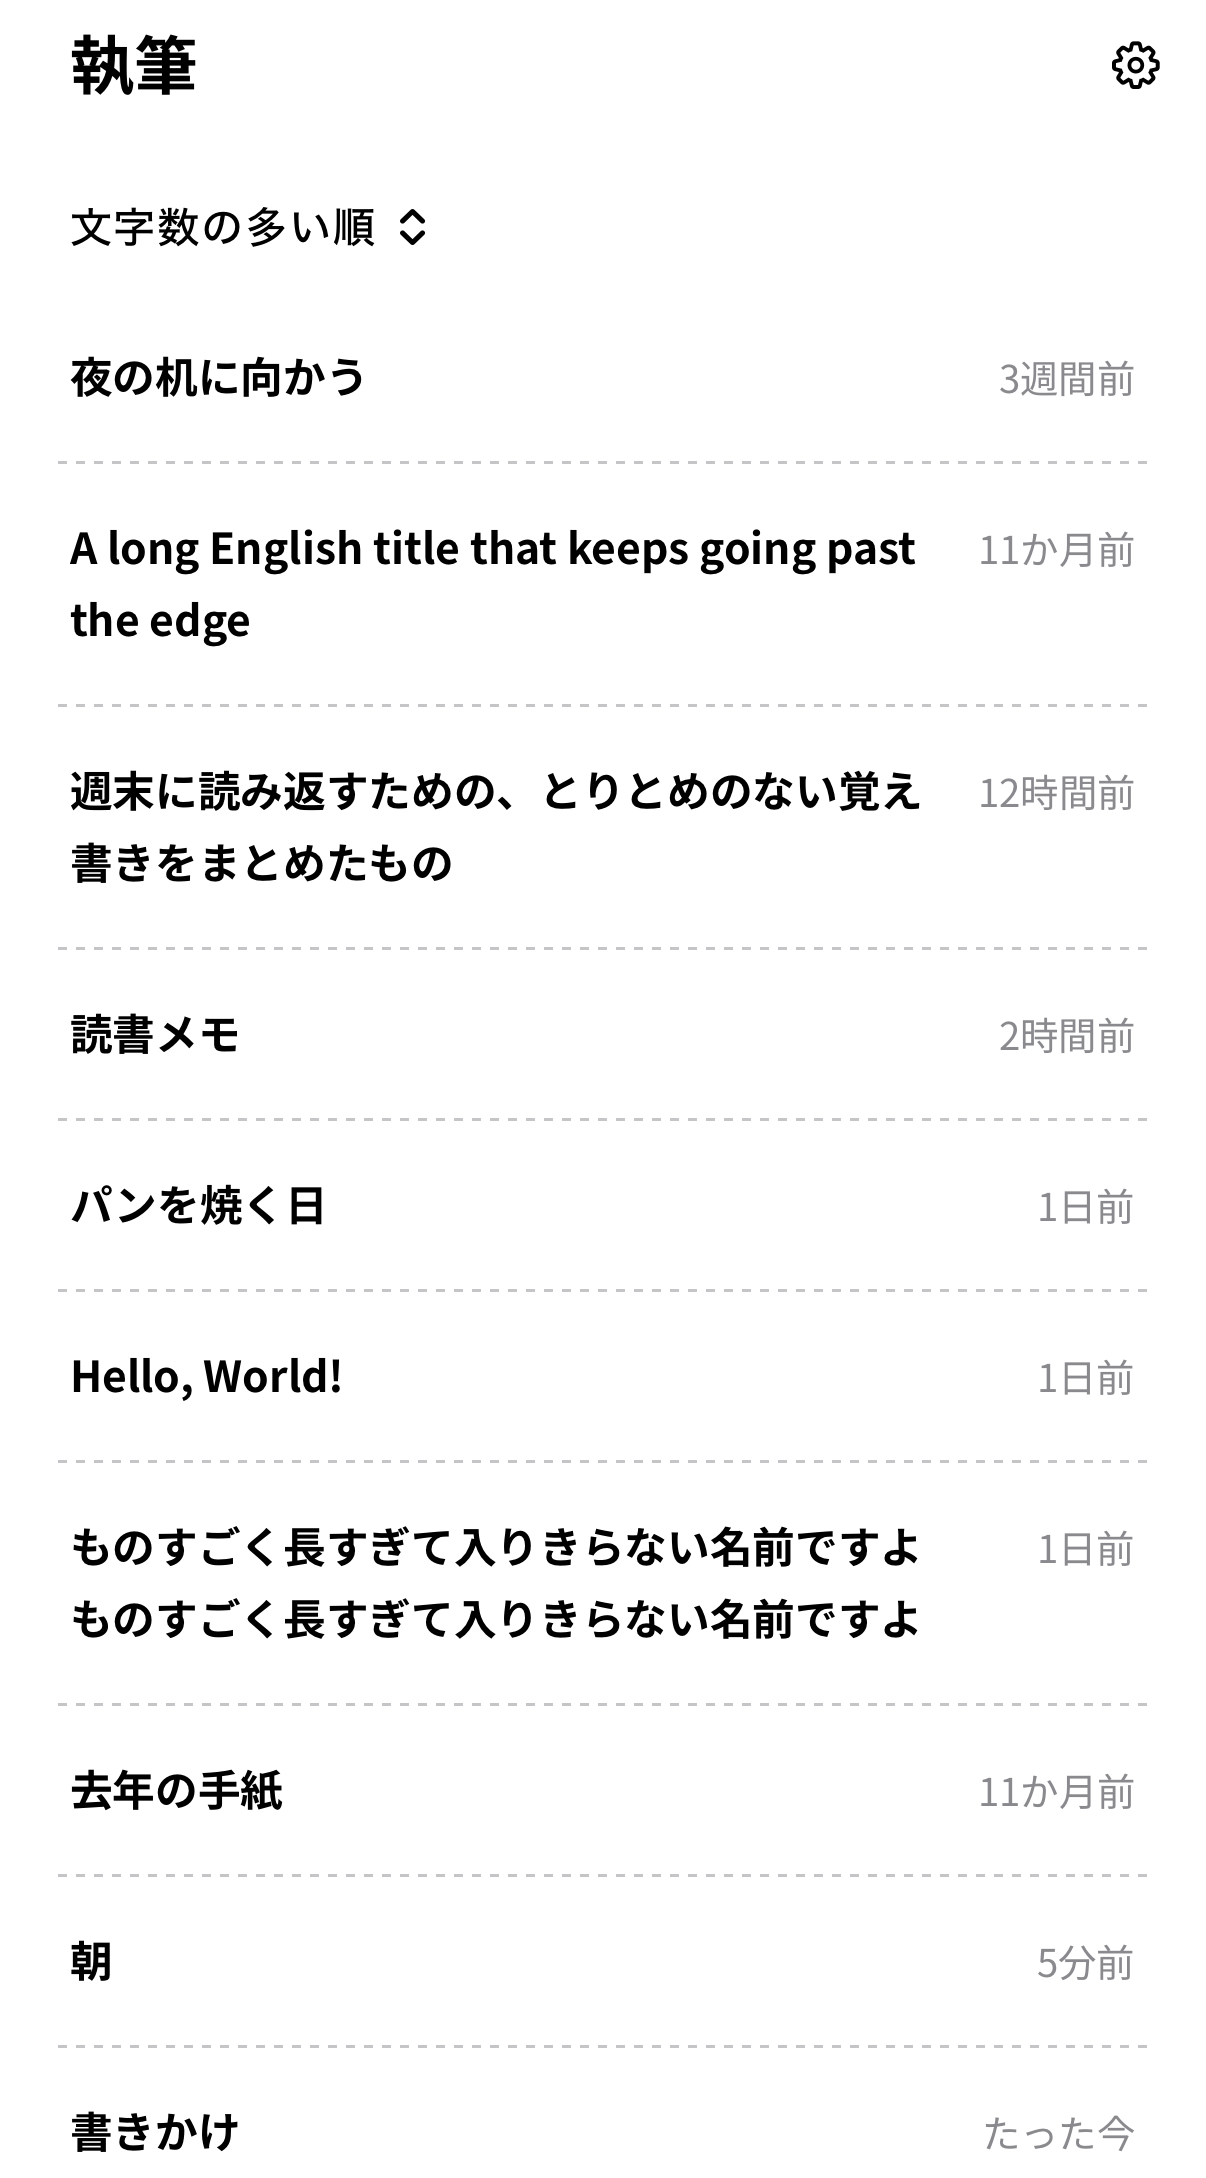 執筆
文字数の多い順
夜の机に向かう 3週間前
A long English title that keeps going past 11か月前
the edge
週末に読み返すための、とりとめのない覚え 12時間前
書きをまとめたもの
読書メモ 2時間前
パンを焼く日 1日前
Hello, World! 1日前
ものすごく長すぎて入りきらない名前ですよ 1日前
ものすごく長すぎて入りきらない名前ですよ
去年の手紙 11か月前
朝 5分前
書きかけ たった今